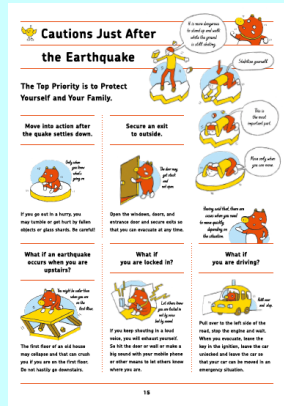 Cautions Just After
the Earthquake
It is more dangerous
to stand up and walk
while the ground
is still shaking.
Stabilize yourself!
The Top Priority is to Protect
Yourself and Your Family.
This is
the most
important part.
Move into action after
the quake settles down.
Secure an exit
to outside.
Only when
you know
what's
going on
The door may
get stuck
and
not open.
Move only when
you can move.
Having said that, there are
cases when you need
to move quickly,
depending on
the situation.
If you go out in a hurry, you
may tumble or get hurt by fallen
objects or glass shards. Be careful!
Open the windows, doors, and
entrance door and secure exits so
that you can evacuate at any time.
What if an earthquake
occurs when you are
upstairs?
What if
you are locked in?
What if
you are driving?
You might be safer
when you are
on the
first floor.
Let others know
you are locked in
not by voice
but by sound.
Pull over
and stop.
The first floor of an old house
may collapse and that can crush
you if you are on the first floor.
Do not hastily go downstairs.
If you keep shouting in a loud
voice, you will exhaust yourself.
So hit the door or wall or make a
big sound with your mobile phone
or other means to let others know
where you are.
Pull over to the left side of the
road, stop the engine and wait.
When you evacuate, leave the
key in the ignition, leave the car
unlocked and leave the car so
that your car can be moved in an
emergency situation.
15